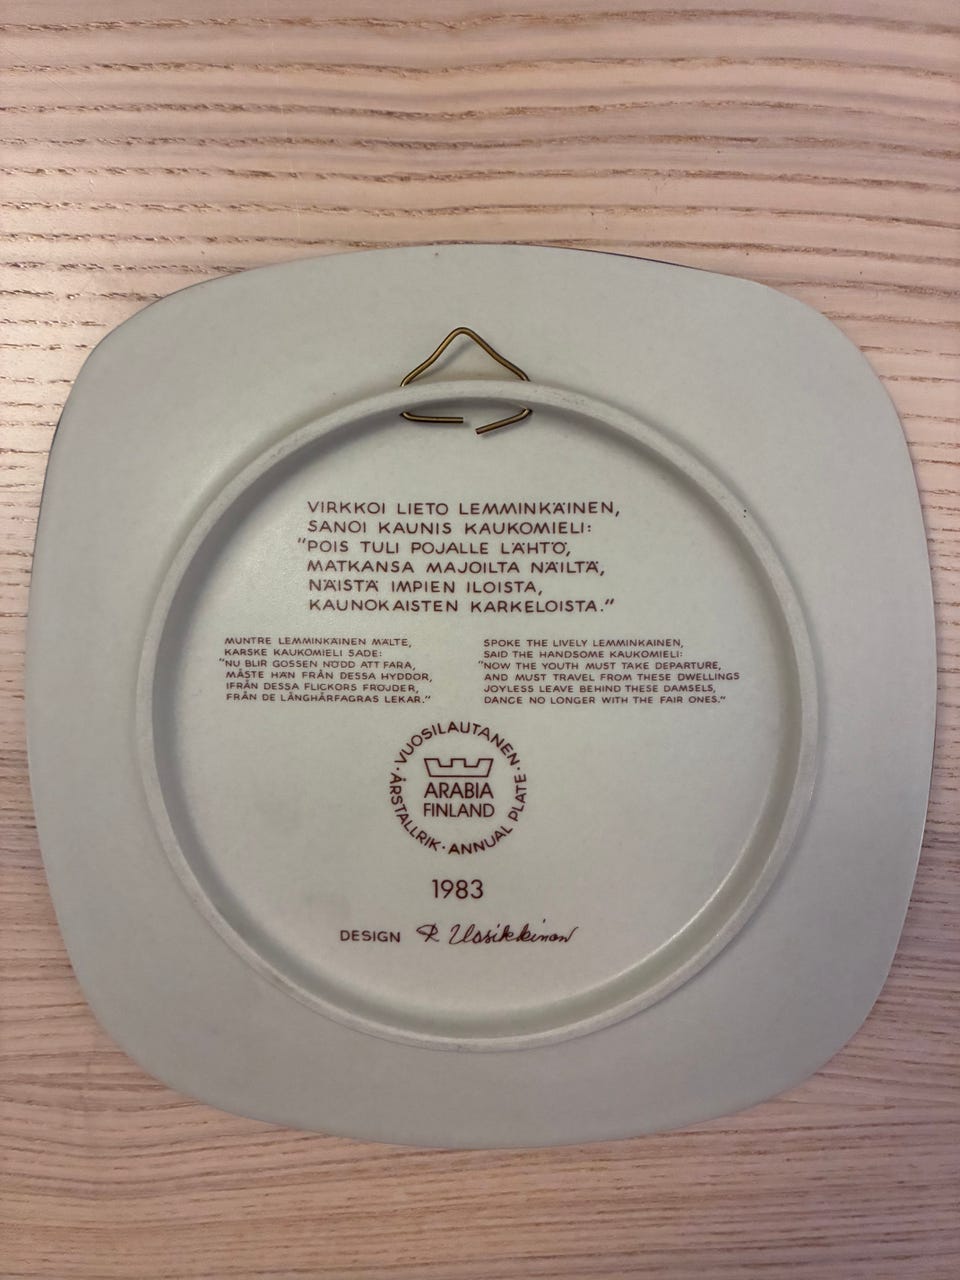 VIRKKOI LIETO LEMMINKÄINEN,
SANOI KAUNIS KAUKOMIELI:
"POIS TULI POJALLE LÄHTÖ,
MATKANSA MAJOILTA NÄILTÄ,
NÄISTÄ IMPIEN ILOISTA,
KAUNOKAISTEN KARKELOISTA."
MUNTRE LEMMINKÄINEN MÄLTE,
KARSKE KAUKOMIELI SADE:
"NU BLIR GOSSEN NÖDD ATT FARA,
MÅSTE HÄN FRÅN DESSA HYDDOR,
IFRÅN DESSA FLICKORS FRÖJDER,
FRÅN DE LÅNGHÅRFAGRAS LEKAR."
SPOKE THE LIVELY LEMMINKAINEN,
SAID THE HANDSOME KAUKOMIELI:
"NOW THE YOUTH MUST TAKE DEPARTURE,
AND MUST TRAVEL FROM THESE DWELLINGS
JOYLESS LEAVE BEHIND THESE DAMSELS,
DANCE NO LONGER WITH THE FAIR ONES."
· VUOSILAUTANEN · ANNUAL PLATE · ÅRSTALLRIK
ARABIA
FINLAND
1983
DESIGN R Uosikkinen